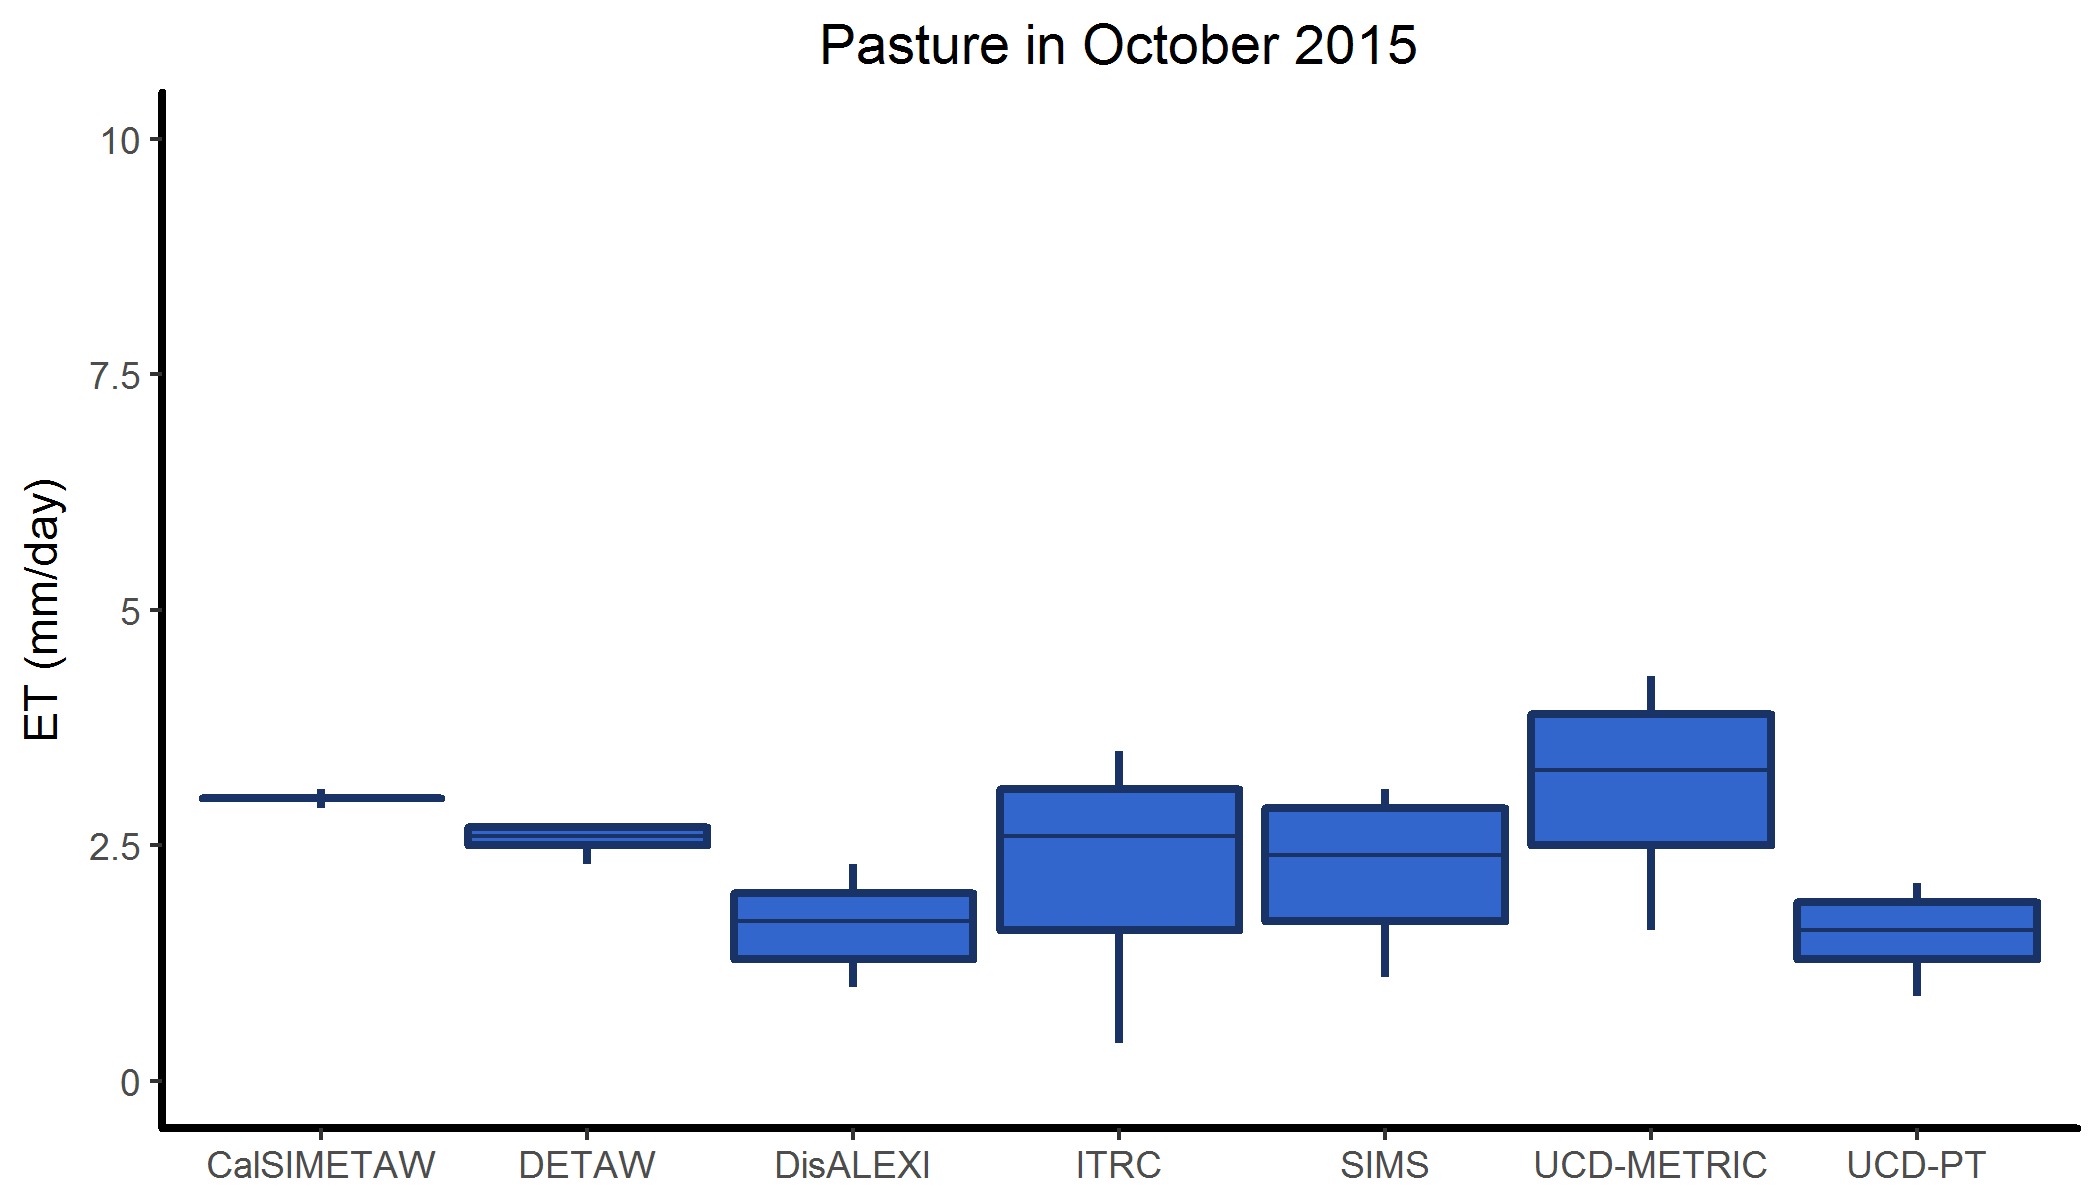 Pasture in October 2015
10
7.5
5
2.5
0
ET (mm/day)
CalSIMETAW DETAW DisALEXI ITRC SIMS UCD-METRIC UCD-PT